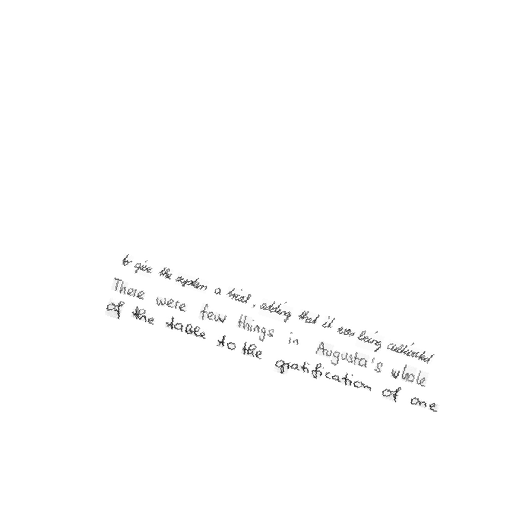 to give the system a trial, adding that it was being cultivated
There were few things in Augusta's whole
of the table to the gratification of one